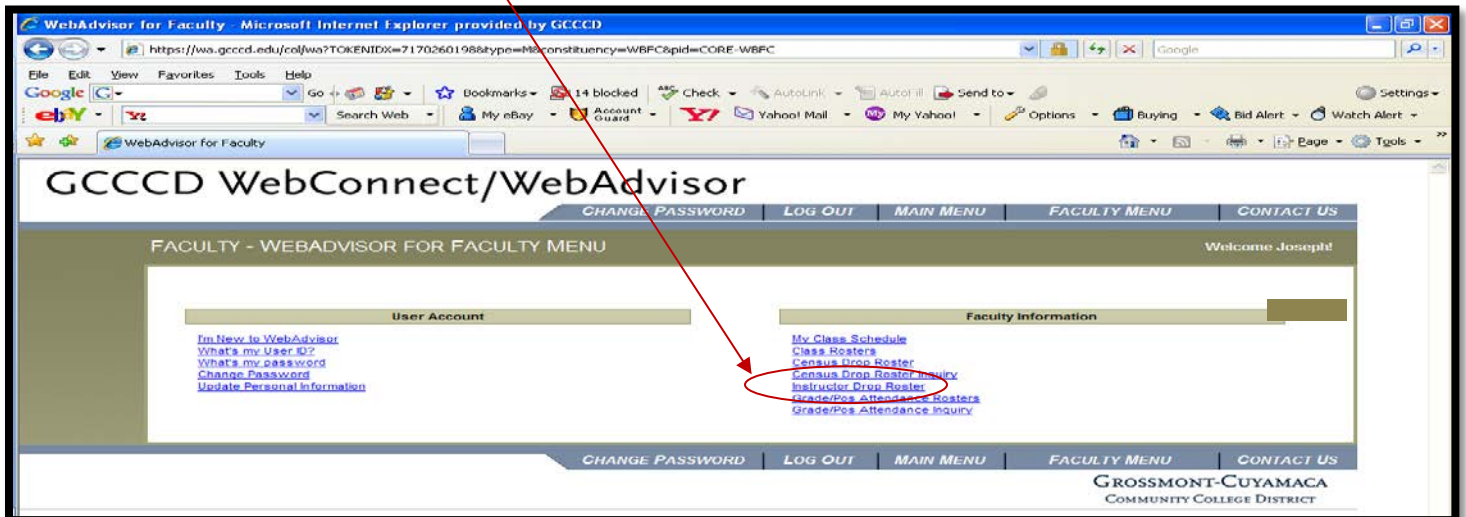 WebAdvisor for Faculty - Microsoft Internet Explorer provided by GCCCD
https://wa.gcccd.edu/col/wa?TOKENIDX=7170260198&type=M&constituency=WBFC&pid=CORE-WBFC Google
File Edit View Favorites Tools Help
Google Go Bookmarks 14 blocked Check AutoLink AutoFill Send to Settings
ebY Search Web My eBay Account Guard Yahoo! Mail My Yahoo! Options Buying Bid Alert Watch Alert
WebAdvisor for Faculty Page Tools
GCCCD WebConnect/WebAdvisor
CHANGE PASSWORD LOG OUT MAIN MENU FACULTY MENU CONTACT US
FACULTY - WEBADVISOR FOR FACULTY MENU Welcome Joseph!
User Account Faculty Information
I'm New to WebAdvisor My Class Schedule
What's my User ID? Class Rosters
What's my password Census Drop Roster
Change Password Census Drop Roster Inquiry
Update Personal Information Instructor Drop Roster
Grade/Pos Attendance Rosters
Grade/Pos Attendance Inquiry
CHANGE PASSWORD LOG OUT MAIN MENU FACULTY MENU CONTACT US
GROSSMONT-CUYAMACA
COMMUNITY COLLEGE DISTRICT